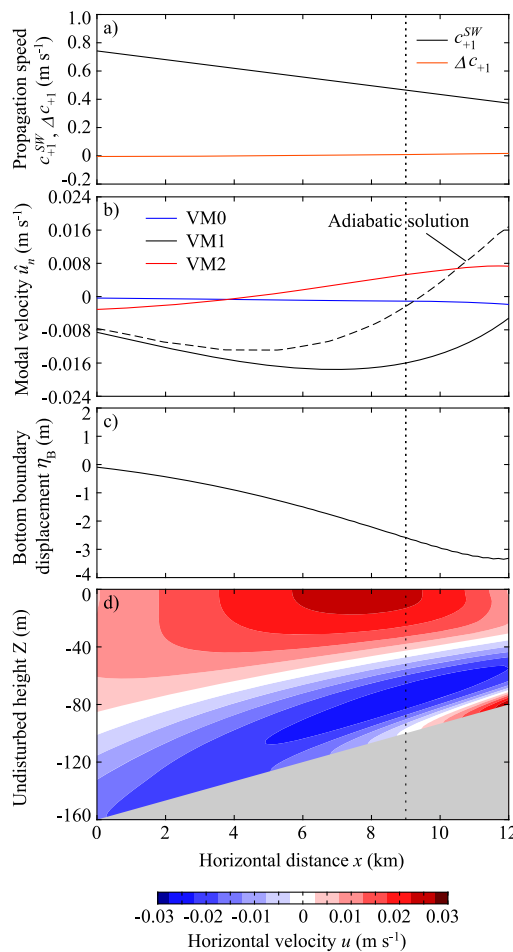 a)
1.0
0.8
0.6
0.4
0.2
0
-0.2
Propagation speed
c₊₁^SW, Δc₊₁ (m s⁻¹)
c₊₁^SW
Δc₊₁
b)
0.024
0.016
0.008
0
-0.008
-0.016
-0.024
Modal velocity û_n (m s⁻¹)
VM0
VM1
VM2
Adiabatic solution
c)
2
1
0
-1
-2
-3
-4
Bottom boundary
displacement η_B (m)
d)
0
-40
-80
-120
-160
Undisturbed height Z (m)
0 2 4 6 8 10 12
Horizontal distance x (km)
-0.03 -0.02 -0.01 0 0.01 0.02 0.03
Horizontal velocity u (m s⁻¹)